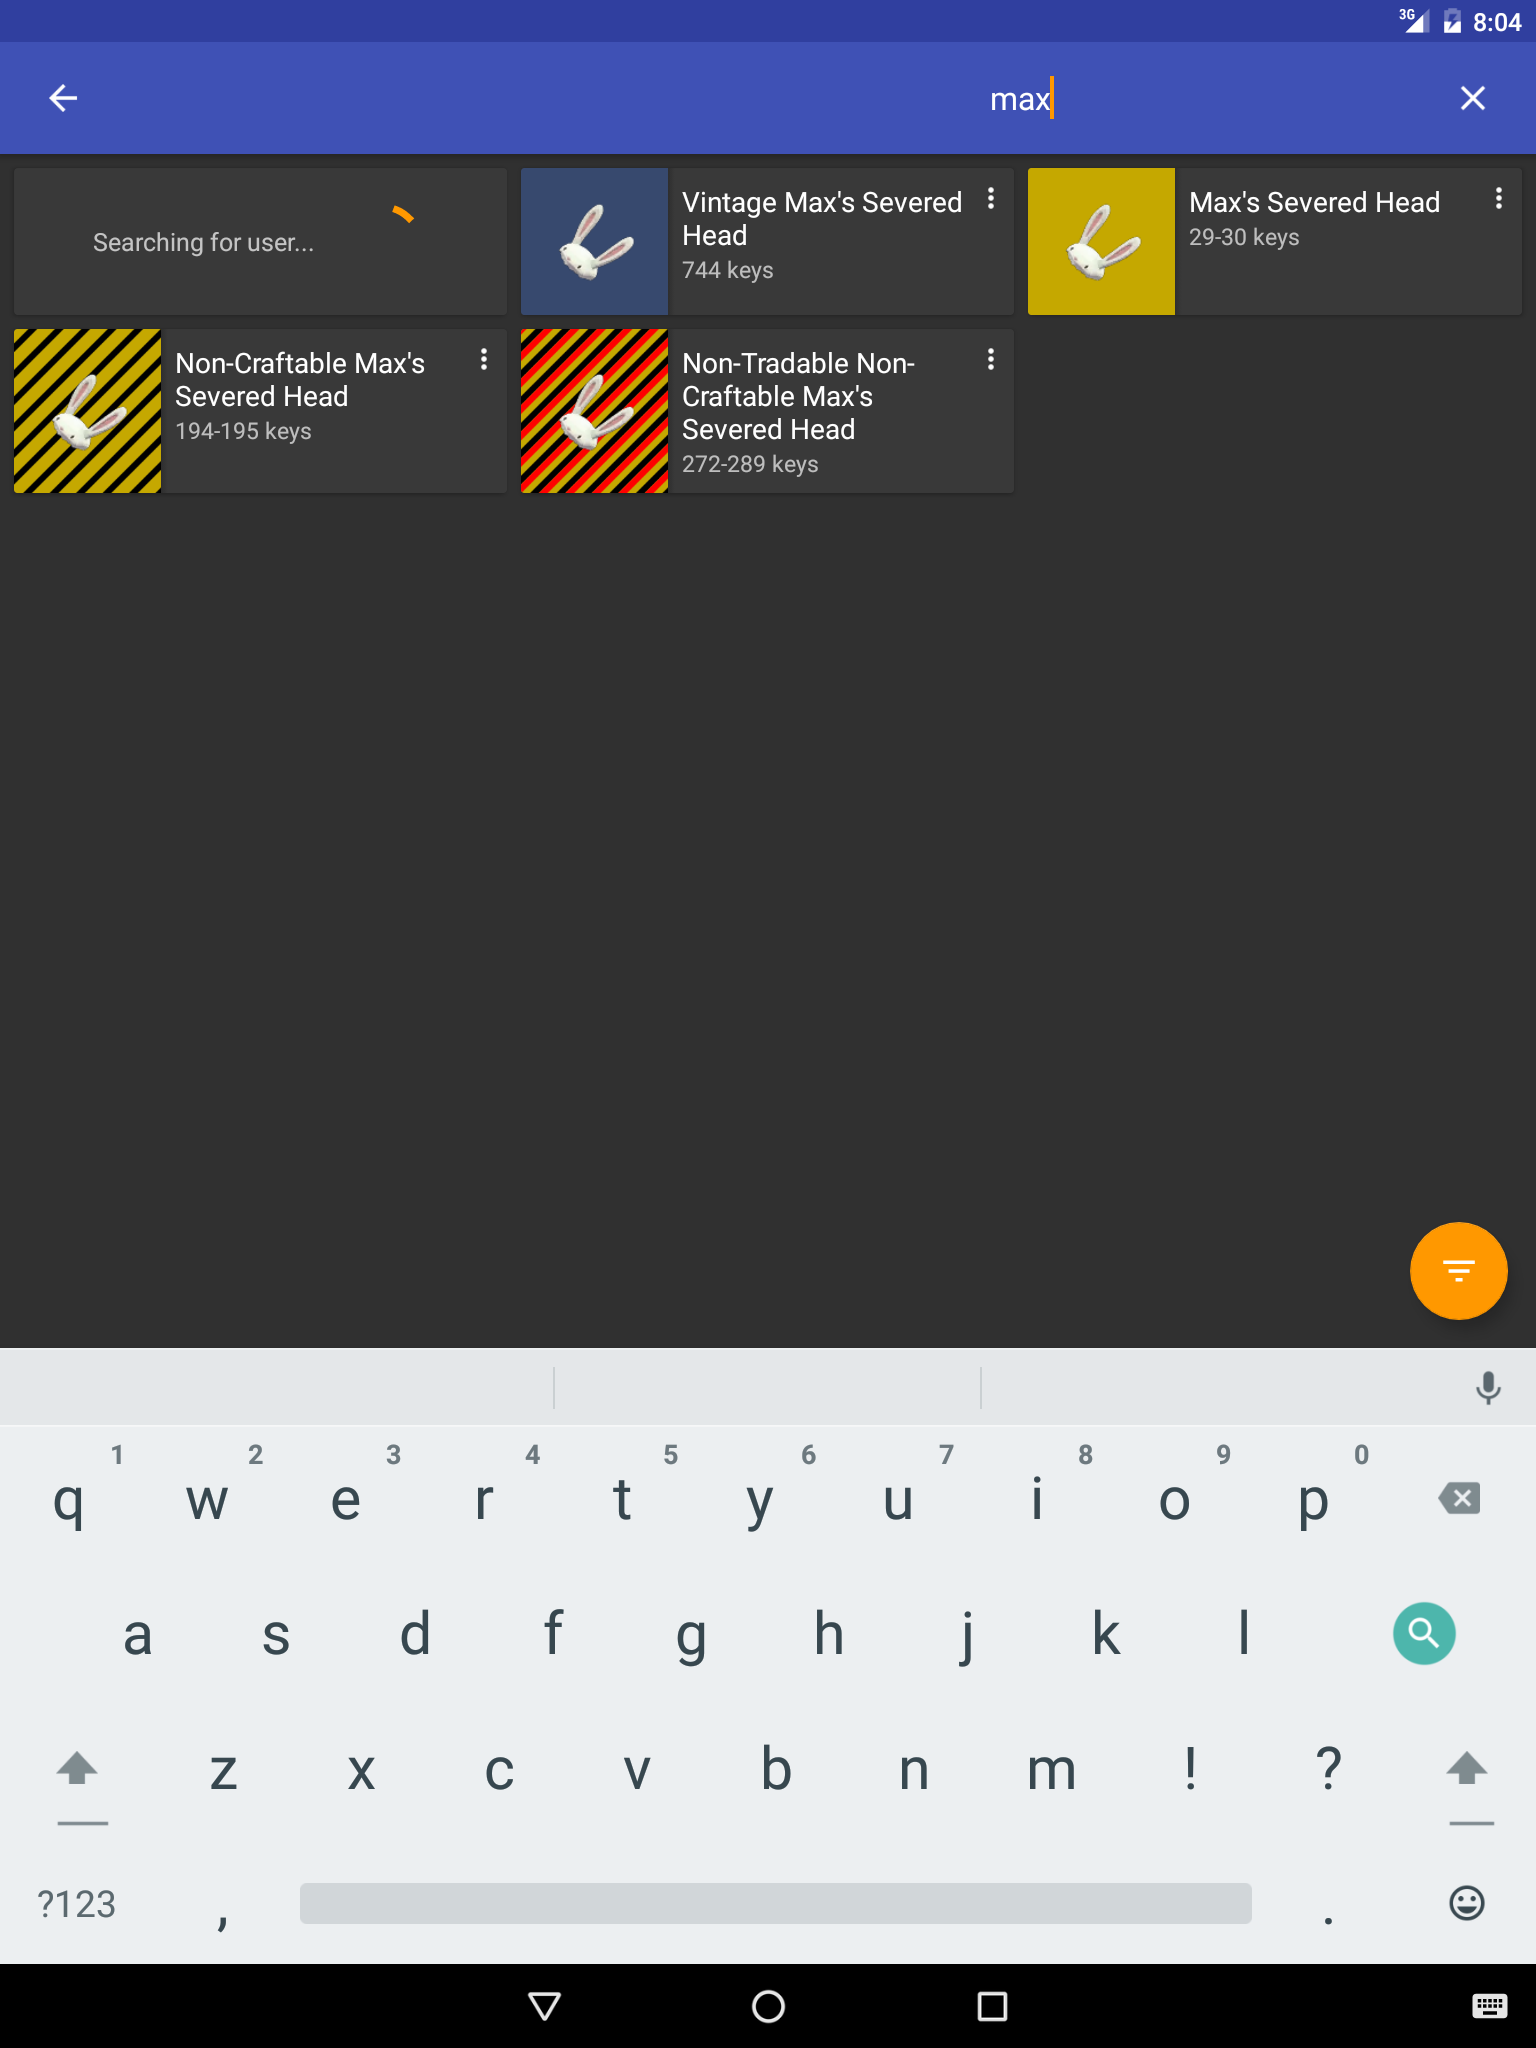 3G 8:04
max
Searching for user...
Vintage Max's Severed
Head
744 keys
Max's Severed Head
29-30 keys
Non-Craftable Max's
Severed Head
194-195 keys
Non-Tradable Non-
Craftable Max's
Severed Head
272-289 keys
1 2 3 4 5 6 7 8 9 0
q w e r t y u i o p
a s d f g h j k l
z x c v b n m ! ?
?123 , .